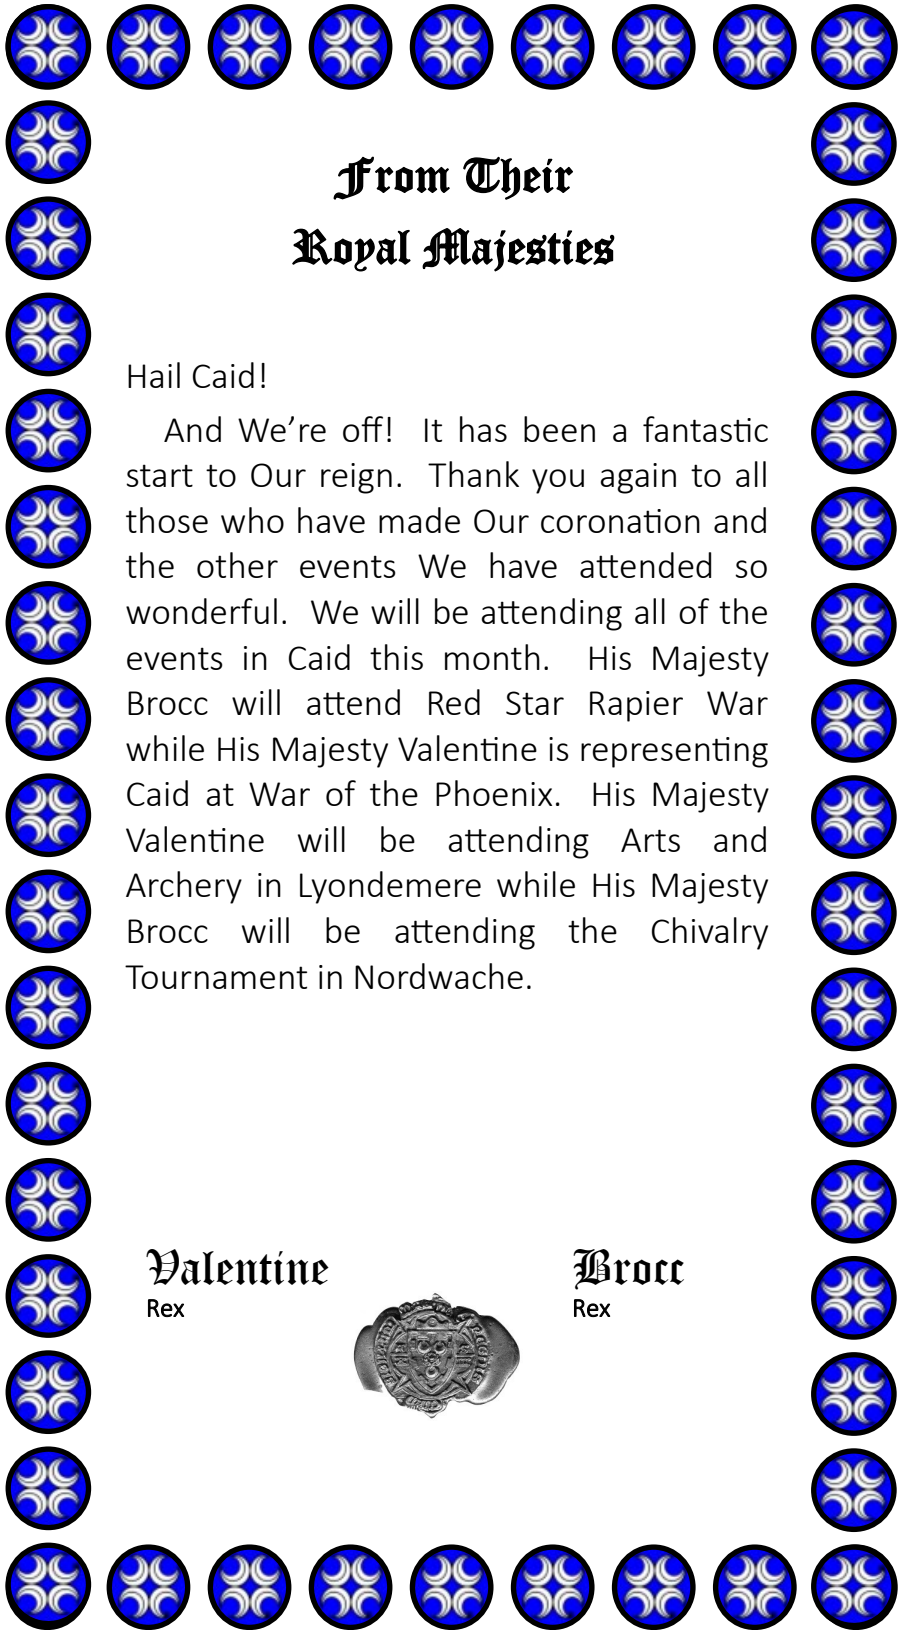 From Their
Royal Majesties
Hail Caid!
And We’re off!  It has been a fantastic
start to Our reign.  Thank you again to all
those who have made Our coronation and
the other events We have attended so
wonderful.  We will be attending all of the
events in Caid this month.  His Majesty
Brocc will attend Red Star Rapier War
while His Majesty Valentine is representing
Caid at War of the Phoenix.  His Majesty
Valentine will be attending Arts and
Archery in Lyondemere while His Majesty
Brocc will be attending the Chivalry
Tournament in Nordwache.
Valentine
Rex
Brocc
Rex